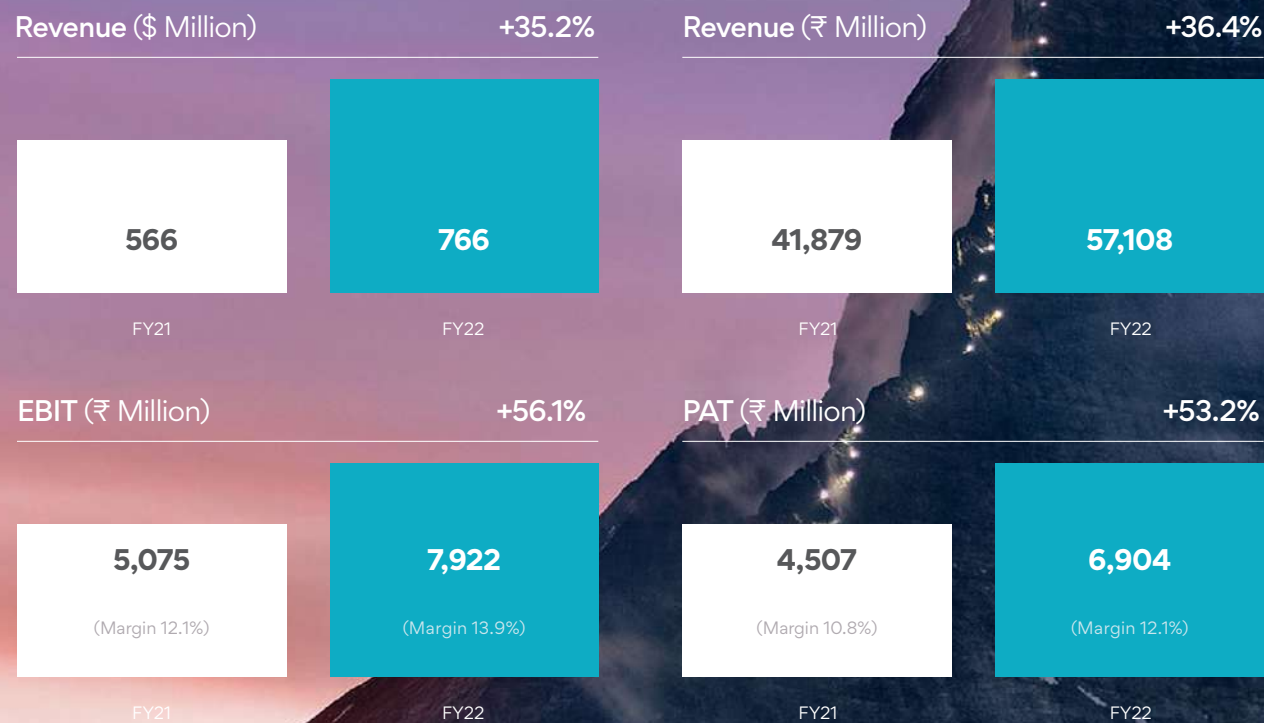 Revenue ($ Million) +35.2%
Revenue (₹ Million) +36.4%
566
766
41,879
57,108
FY21
FY22
FY21
FY22
EBIT (₹ Million) +56.1%
PAT (₹ Million) +53.2%
5,075
7,922
4,507
6,904
(Margin 12.1%)
(Margin 13.9%)
(Margin 10.8%)
(Margin 12.1%)
FY21
FY22
FY21
FY22